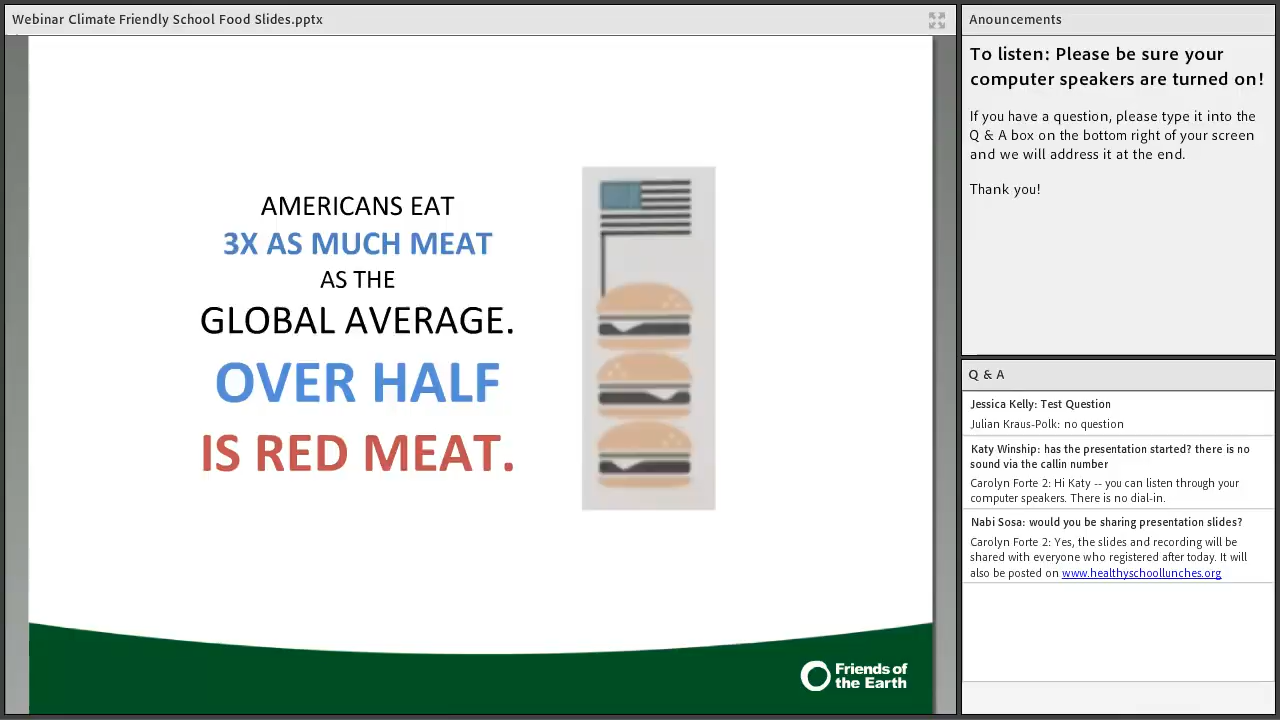 Webinar Climate Friendly School Food Slides.pptx
AMERICANS EAT
3X AS MUCH MEAT
AS THE
GLOBAL AVERAGE.
OVER HALF
IS RED MEAT.
Friends of
the Earth
Anouncements
To listen: Please be sure your
computer speakers are turned on!
If you have a question, please type it into the
Q & A box on the bottom right of your screen
and we will address it at the end.
Thank you!
Q & A
Jessica Kelly: Test Question
Julian Kraus-Polk: no question
Katy Winship: has the presentation started? there is no
sound via the callin number
Carolyn Forte 2: Hi Katy -- you can listen through your
computer speakers. There is no dial-in.
Nabi Sosa: would you be sharing presentation slides?
Carolyn Forte 2: Yes, the slides and recording will be
shared with everyone who registered after today. It will
also be posted on www.healthyschoollunches.org